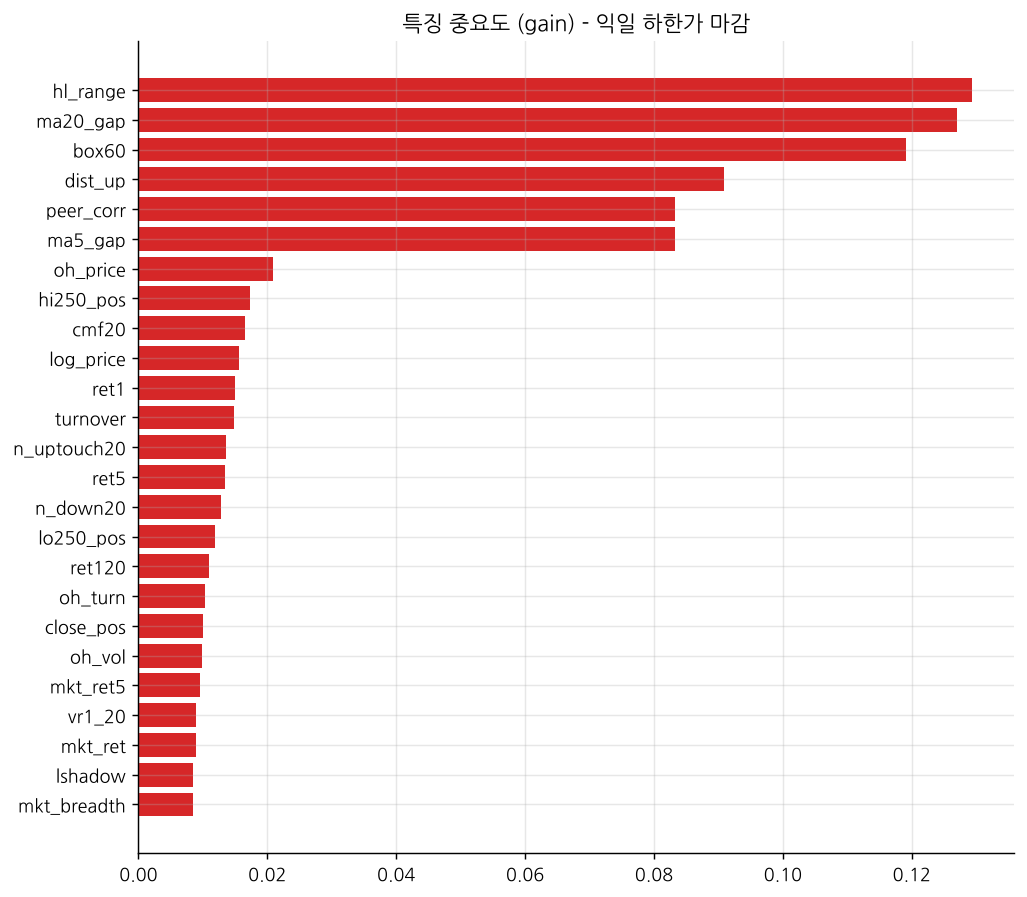 특징 중요도 (gain) - 익일 하한가 마감
hl_range
ma20_gap
box60
dist_up
peer_corr
ma5_gap
oh_price
hi250_pos
cmf20
log_price
ret1
turnover
n_uptouch20
ret5
n_down20
lo250_pos
ret120
oh_turn
close_pos
oh_vol
mkt_ret5
vr1_20
mkt_ret
lshadow
mkt_breadth
0.00 0.02 0.04 0.06 0.08 0.10 0.12